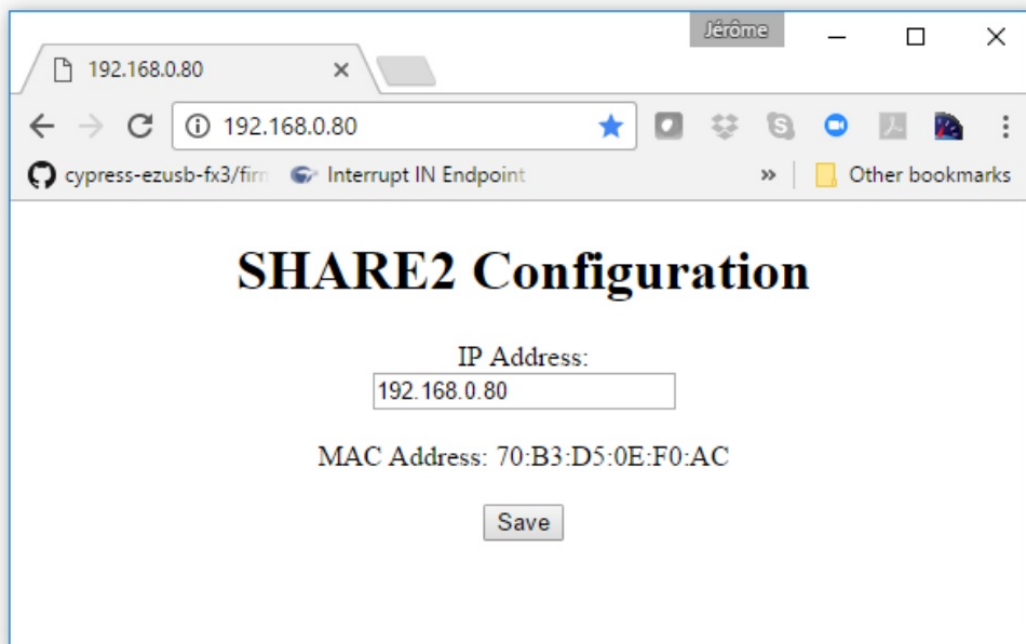 Jérôme
192.168.0.80
192.168.0.80
cypress-ezusb-fx3/firm Interrupt IN Endpoint » Other bookmarks
SHARE2 Configuration
IP Address:
192.168.0.80
MAC Address: 70:B3:D5:0E:F0:AC
Save